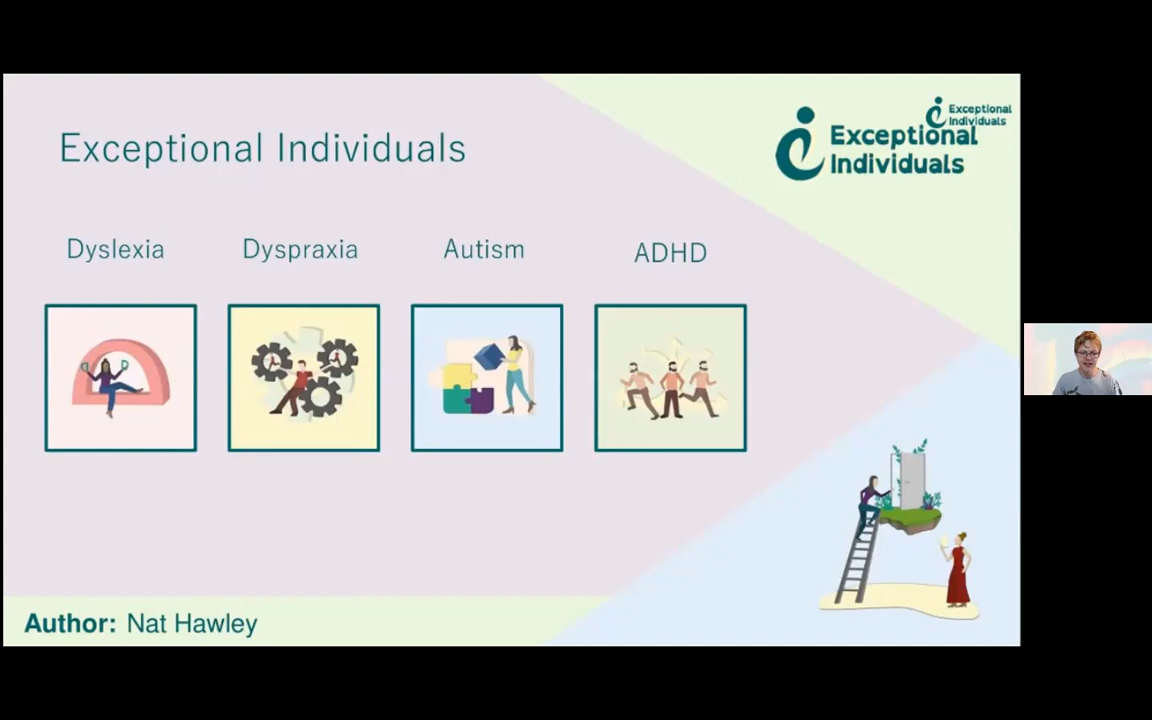 Exceptional Individuals
Exceptional
Individuals
Exceptional
Individuals
Dyslexia
Dyspraxia
Autism
ADHD
Author: Nat Hawley